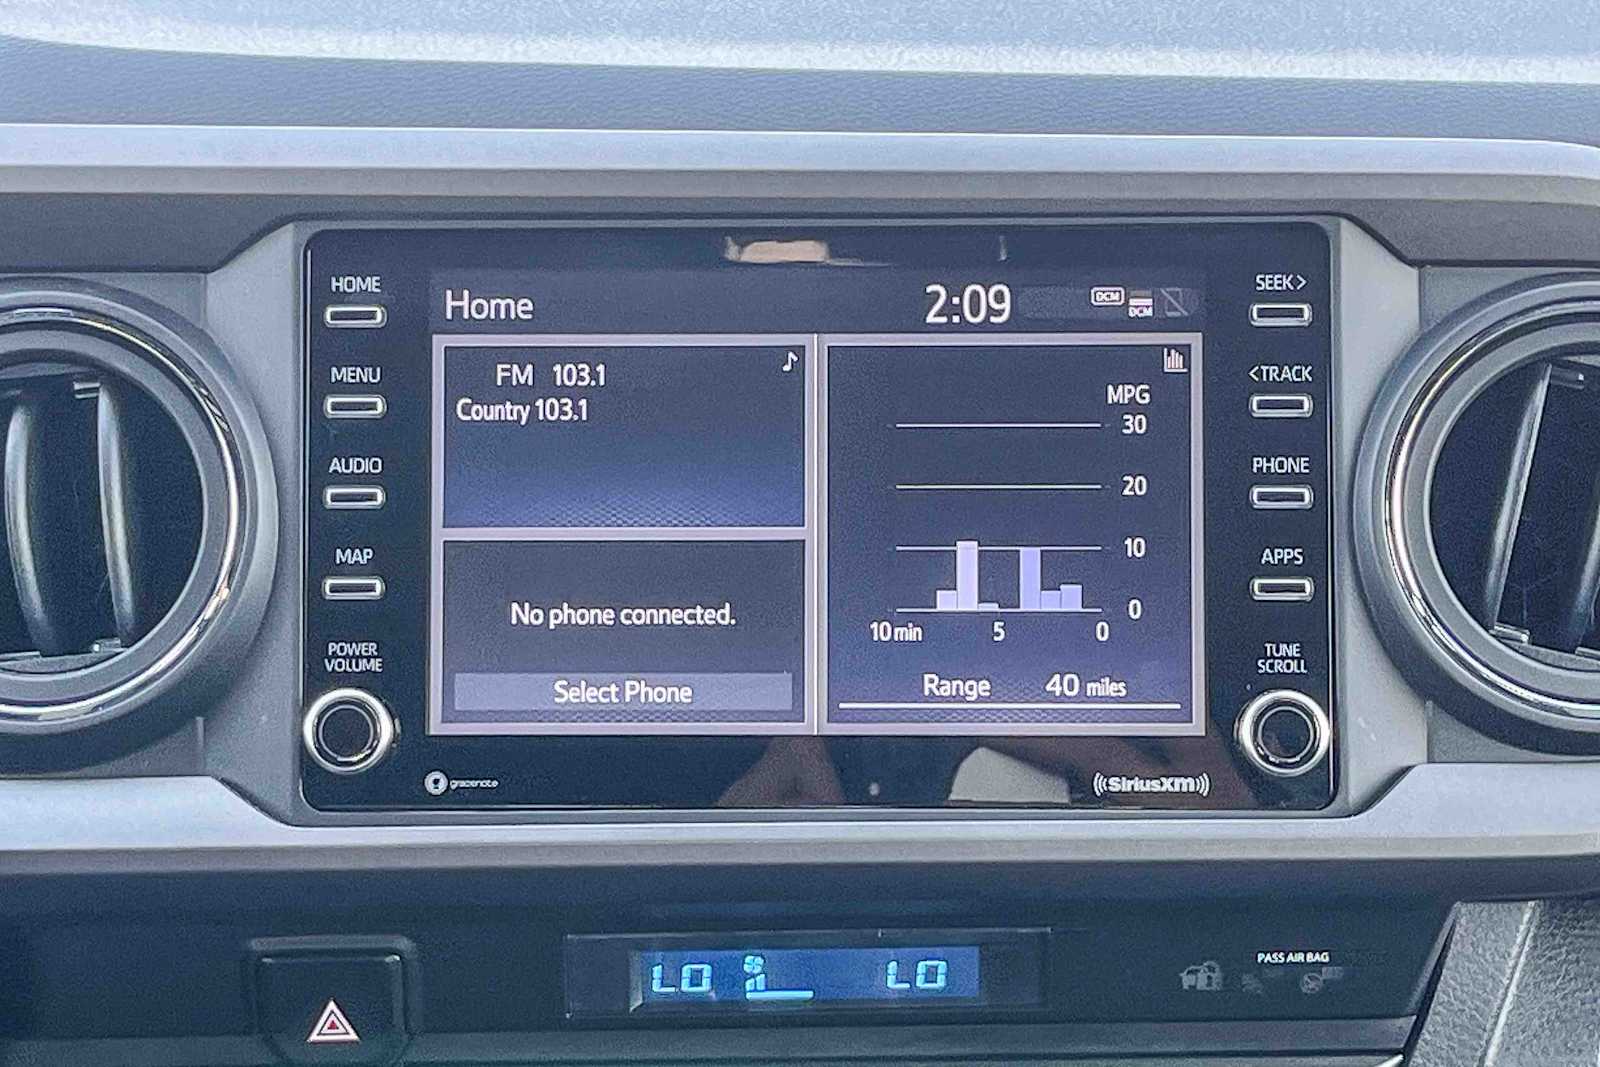 HOME
MENU
AUDIO
MAP
POWER
VOLUME
Home
2:09
DCM
DCM
FM 103.1
Country 103.1
No phone connected.
Select Phone
MPG
30
20
10
0
10 min 5 0
Range 40 miles
gracenote
SiriusXM
SEEK >
< TRACK
PHONE
APPS
TUNE
SCROLL
LO LO
PASS AIR BAG